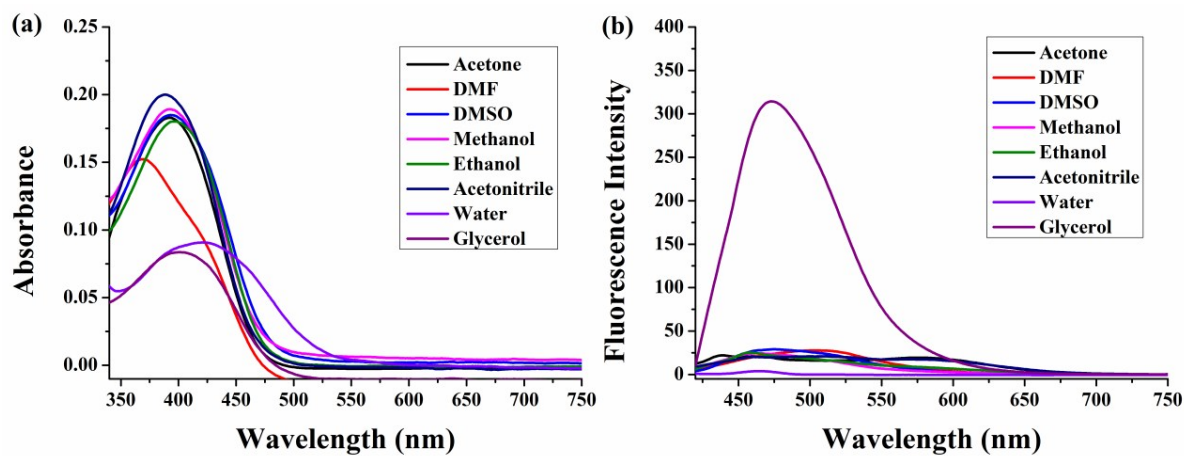 (a)
0.25
0.20
0.15
0.10
0.05
0.00
Absorbance
350 400 450 500 550 600 650 700 750
Wavelength (nm)
Acetone
DMF
DMSO
Methanol
Ethanol
Acetonitrile
Water
Glycerol
(b)
400
350
300
250
200
150
100
50
0
Fluorescence Intensity
450 500 550 600 650 700 750
Wavelength (nm)
Acetone
DMF
DMSO
Methanol
Ethanol
Acetonitrile
Water
Glycerol